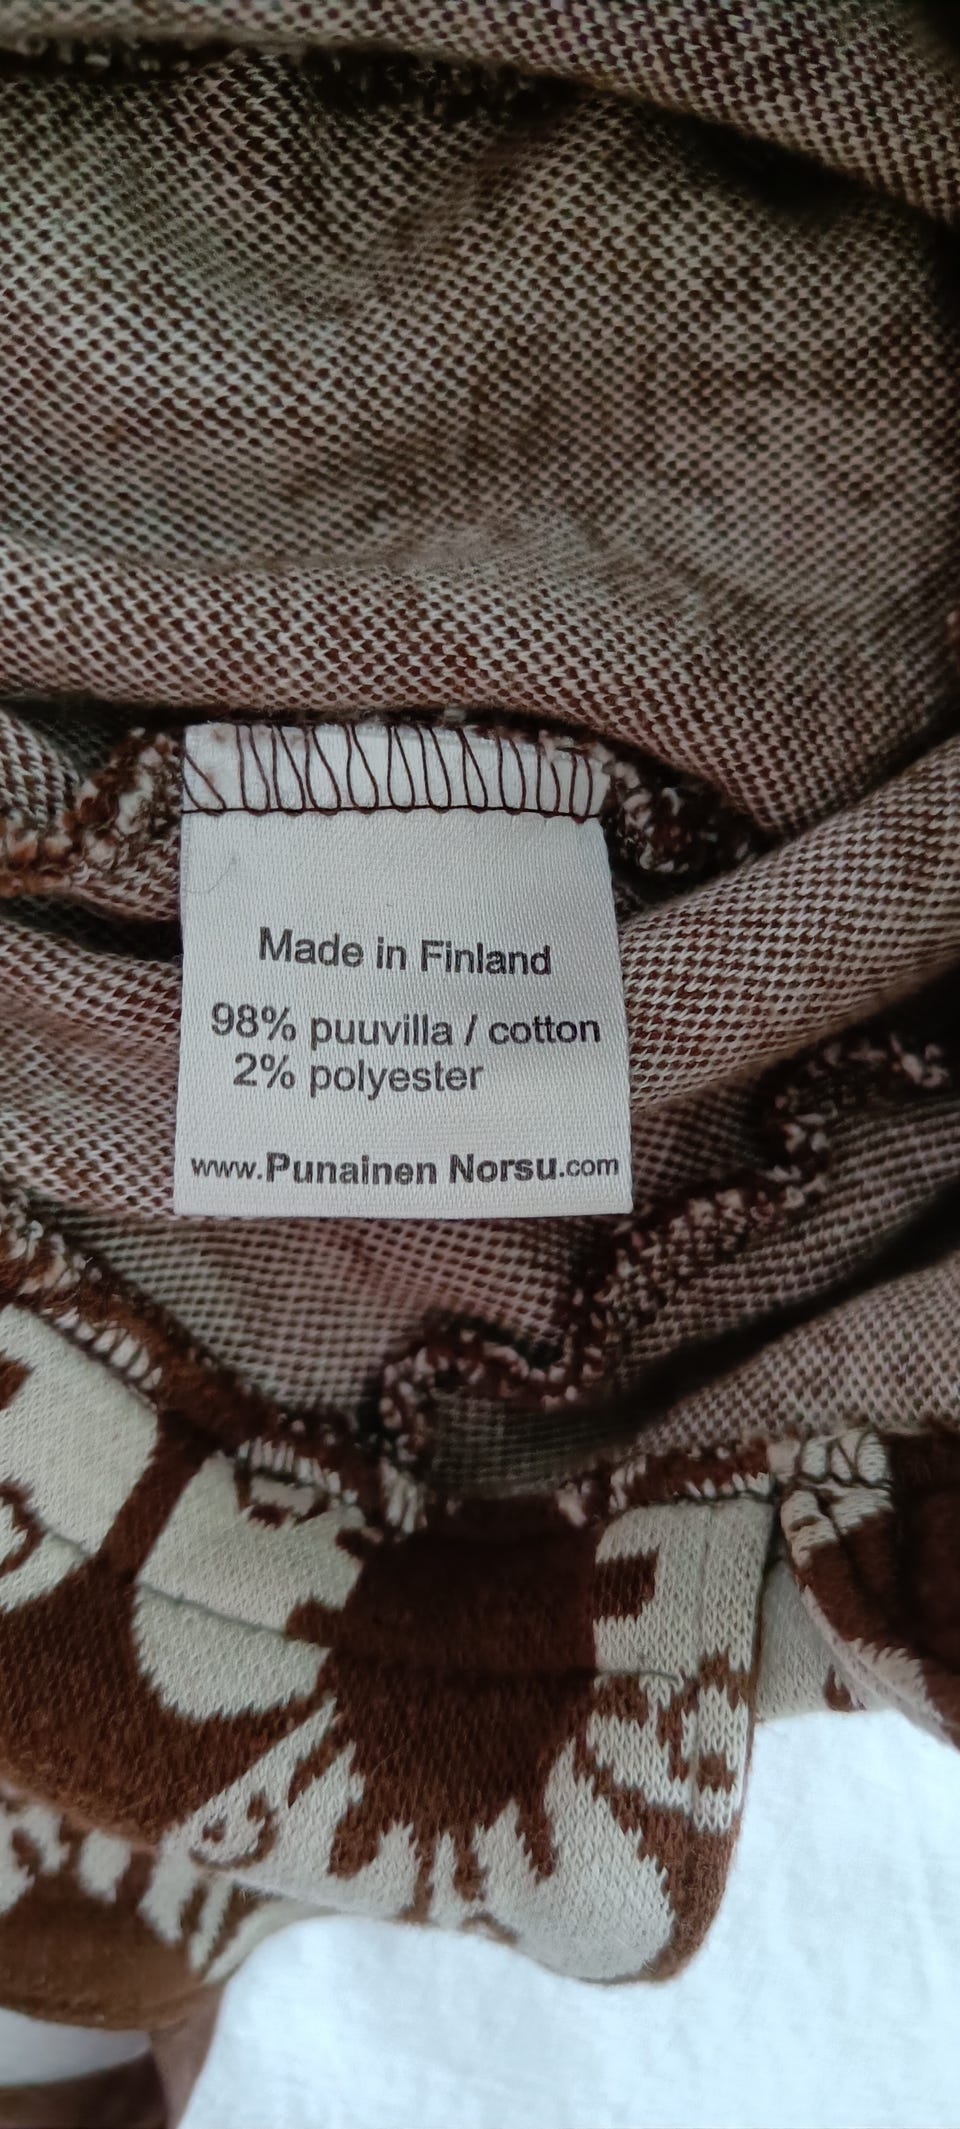 Made in Finland
98% puuvilla / cotton
2% polyester
www.Punainen Norsu.com